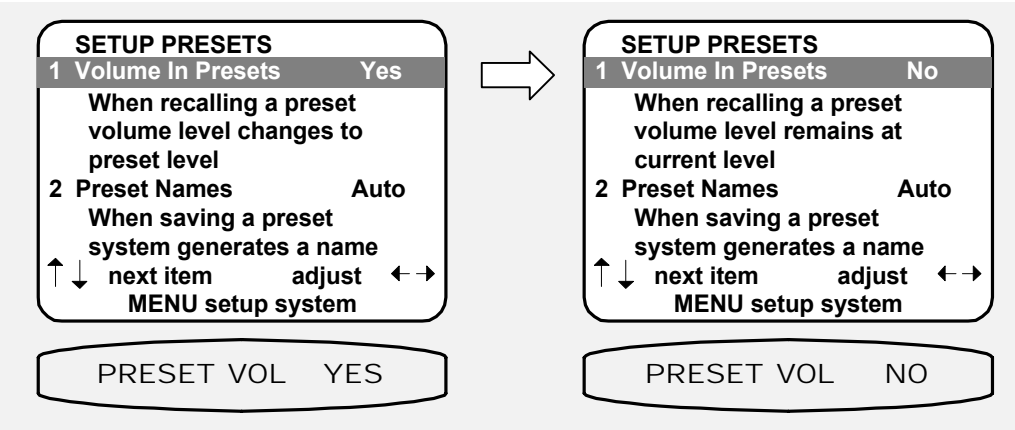 SETUP PRESETS
1 Volume In Presets Yes
When recalling a preset
volume level changes to
preset level
2 Preset Names Auto
When saving a preset
system generates a name
↑↓ next item adjust ←→
MENU setup system
PRESET VOL YES
SETUP PRESETS
1 Volume In Presets No
When recalling a preset
volume level remains at
current level
2 Preset Names Auto
When saving a preset
system generates a name
↑↓ next item adjust ←→
MENU setup system
PRESET VOL NO